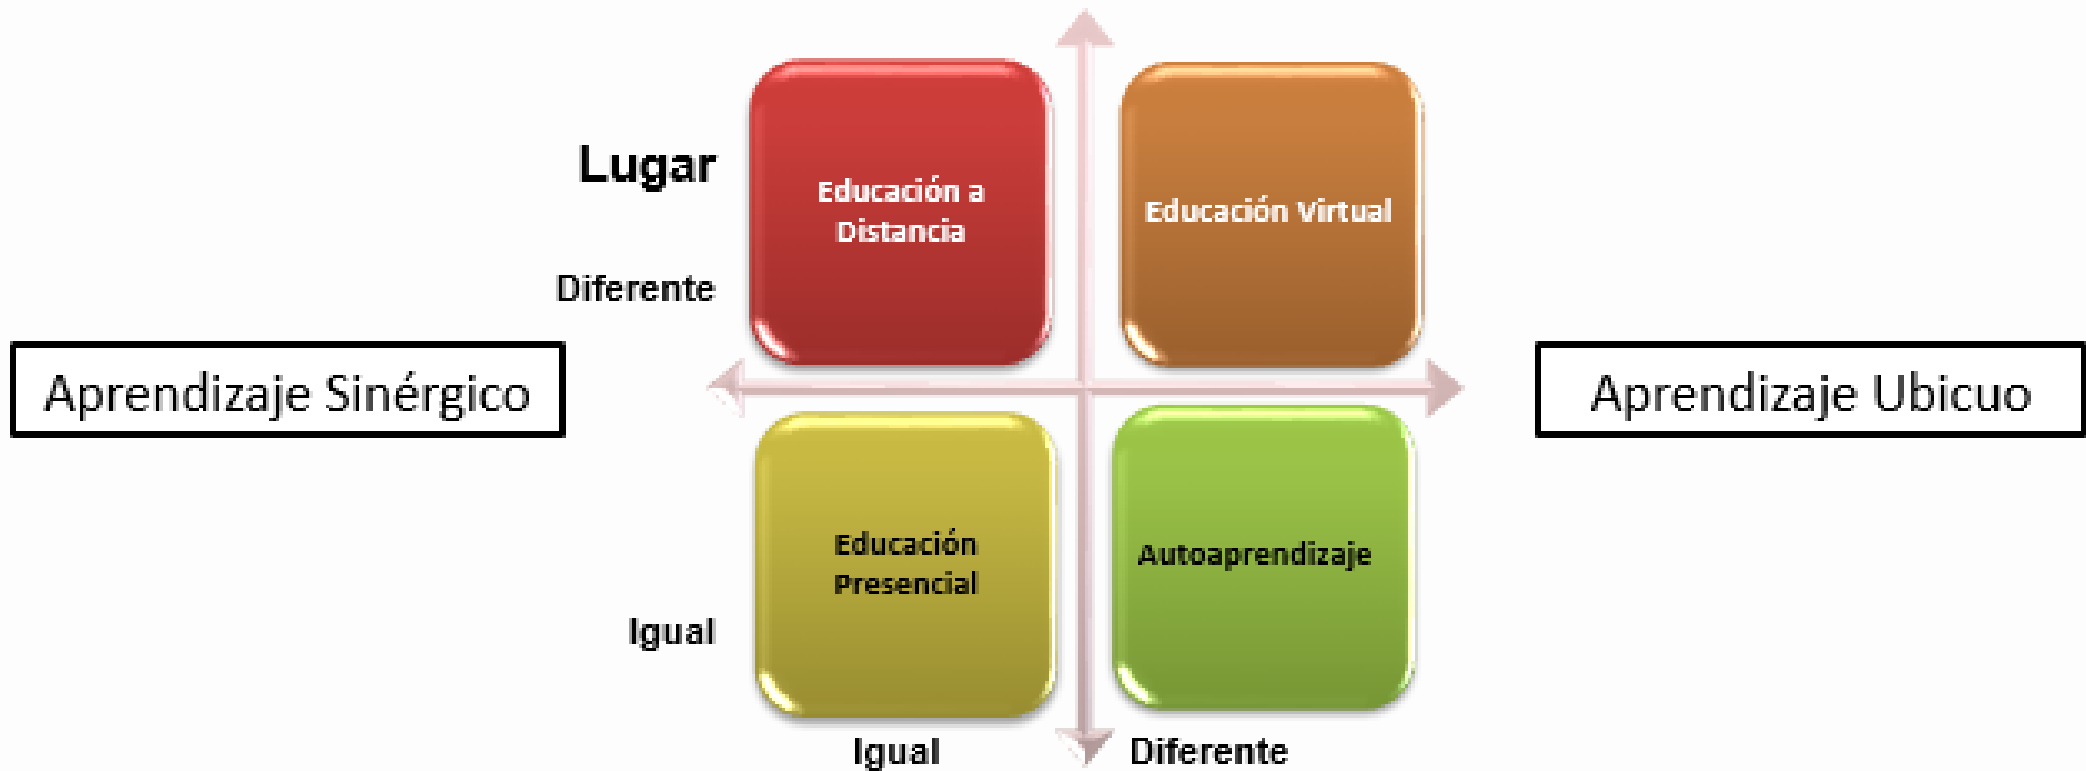 Lugar
Educación a
Distancia
Educación Virtual
Diferente
Aprendizaje Sinérgico
Aprendizaje Ubicuo
Educación
Presencial
Autoaprendizaje
Igual
Igual
Diferente